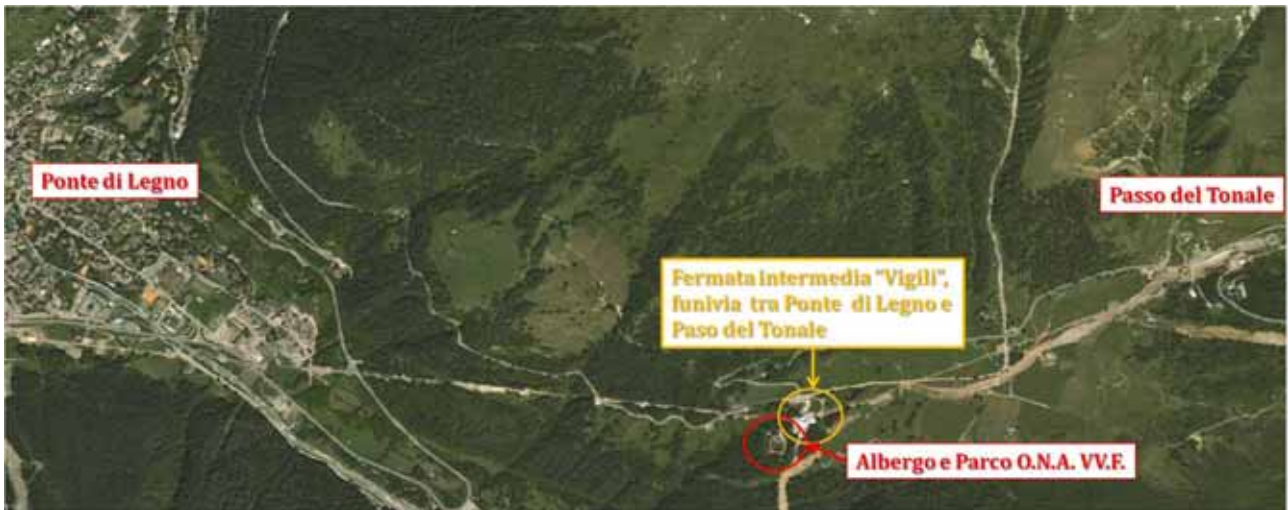 Ponte di Legno
Passo del Tonale
Fermata intermedia "Vigili",
funivia tra Ponte di Legno e
Paso del Tonale
Albergo e Parco O.N.A. VV.F.